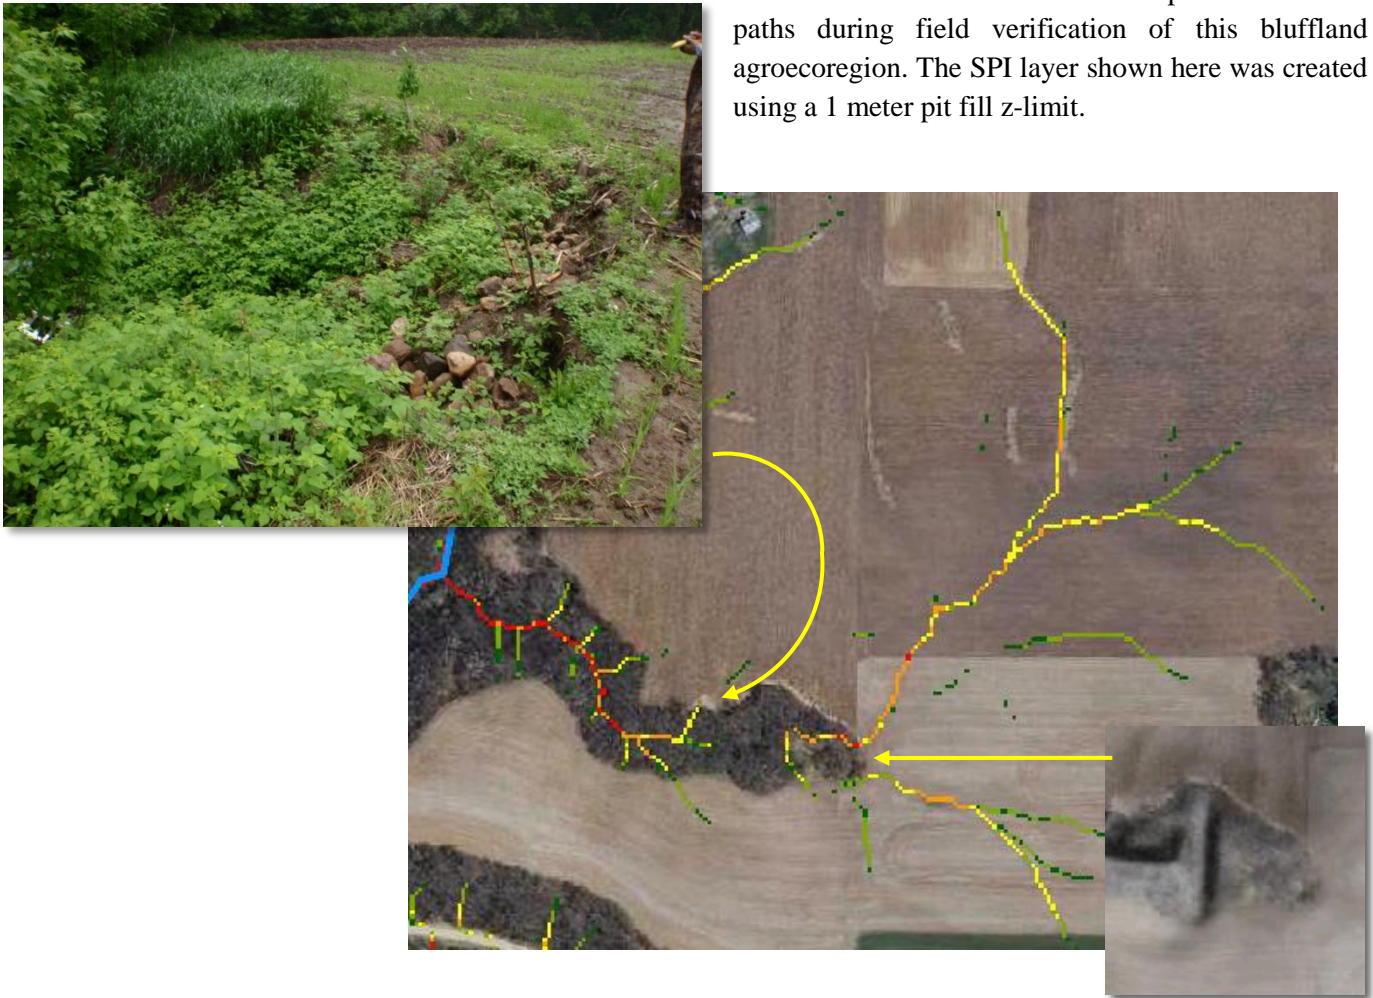 paths during field verification of this bluffland
agroecoregion. The SPI layer shown here was created
using a 1 meter pit fill z-limit.